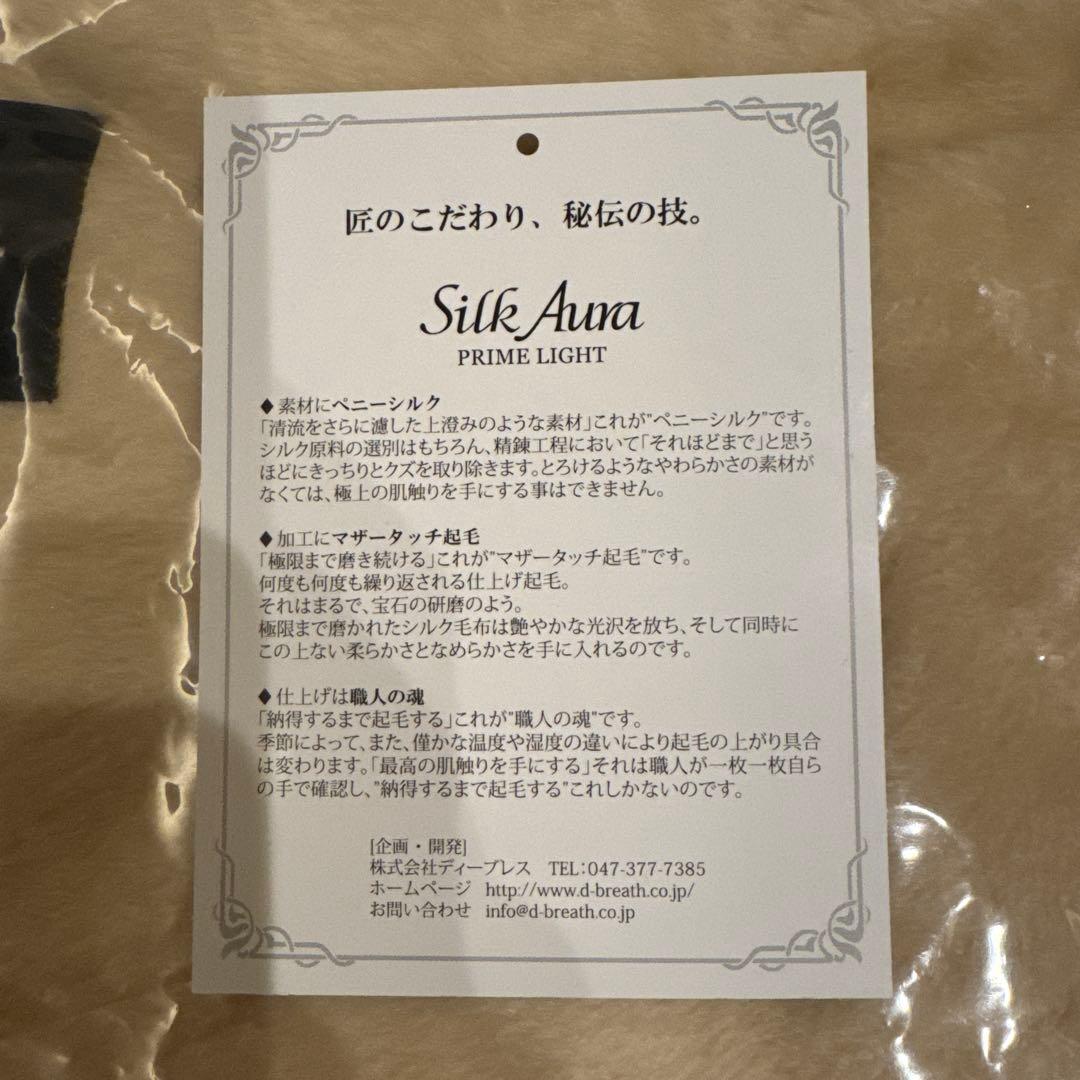 匠のこだわり、秘伝の技。
Silk Aura
PRIME LIGHT
◆素材にペニーシルク
「清流をさらに濾した上澄みのような素材」これが"ペニーシルク"です。
シルク原料の選別はもちろん、精錬工程において「それほどまで」と思う
ほどにきっちりとクズを取り除きます。とろけるようなやわらかさの素材が
なくては、極上の肌触りを手にする事はできません。
◆加工にマザータッチ起毛
「極限まで磨き続ける」これが"マザータッチ起毛"です。
何度も何度も繰り返される仕上げ起毛。
それはまるで、宝石の研磨のよう。
極限まで磨かれたシルク毛布は艶やかな光沢を放ち、そして同時に
この上ない柔らかさとなめらかさを手に入れるのです。
◆仕上げは職人の魂
「納得するまで起毛する」これが"職人の魂"です。
季節によって、また、僅かな温度や湿度の違いにより起毛の上がり具合
は変わります。「最高の肌触りを手にする」それは職人が一枚一枚自ら
の手で確認し、"納得するまで起毛する"これしかないのです。
[企画・開発]
株式会社ディーブレス TEL:047-377-7385
ホームページ http://www.d-breath.co.jp/
お問い合わせ info@d-breath.co.jp